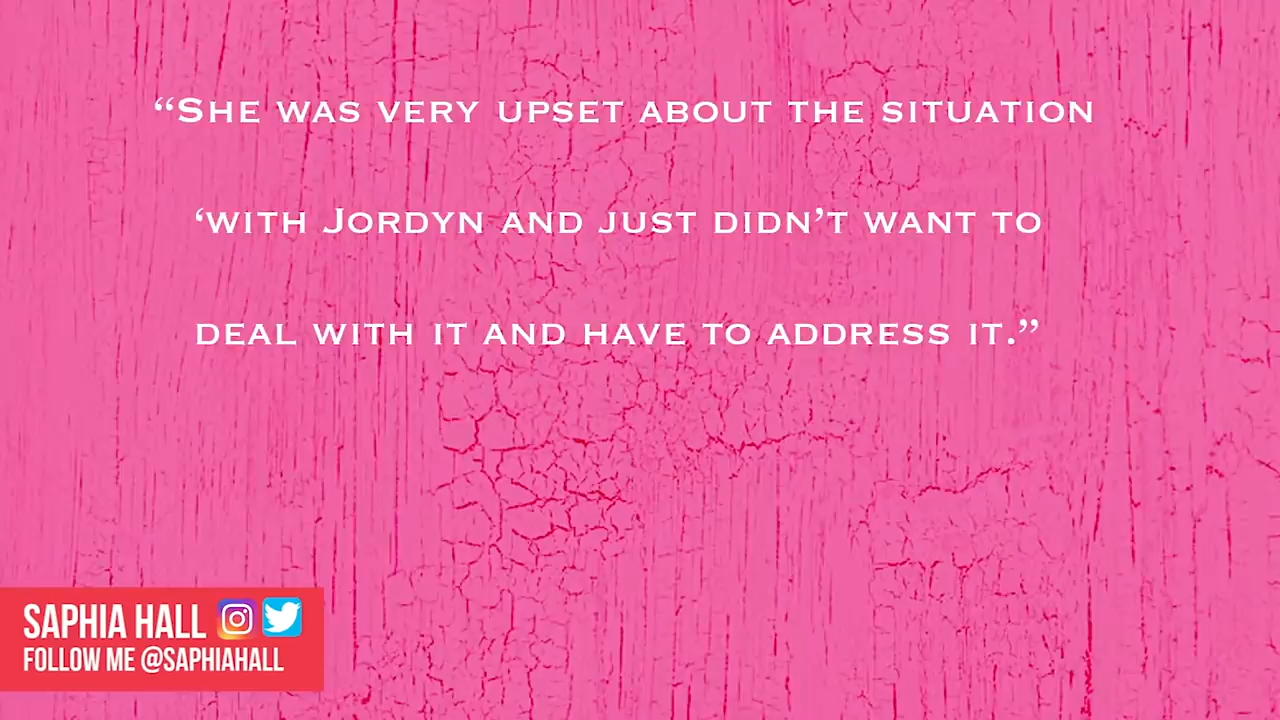 “She was very upset about the situation
‘with Jordyn and just didn’t want to
deal with it and have to address it.”
SAPHIA HALL
FOLLOW ME @SAPHIAHALL